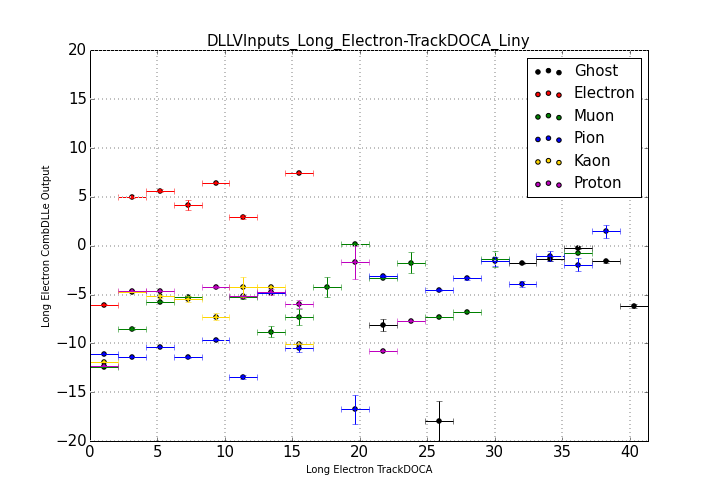 DLLVInputs_Long_Electron-TrackDOCA_Liny
20
15
10
5
0
−5
−10
−15
−20
Long Electron CombDLLe Output
Ghost
Electron
Muon
Pion
Kaon
Proton
0 5 10 15 20 25 30 35 40
Long Electron TrackDOCA